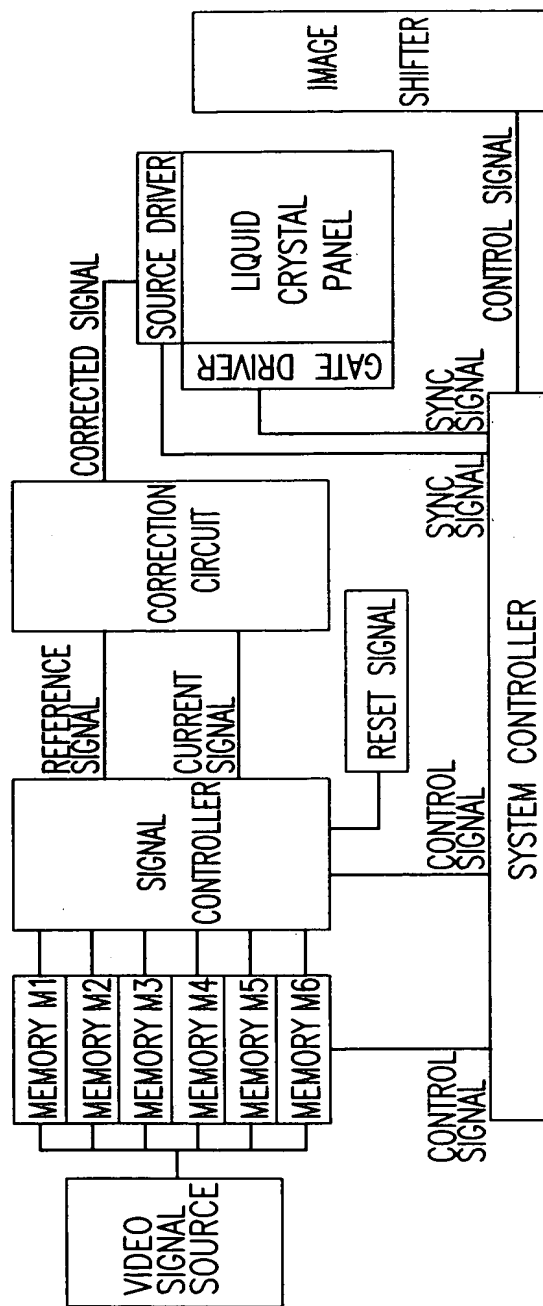 VIDEO
SIGNAL
SOURCE
MEMORY M1
MEMORY M2
MEMORY M3
MEMORY M4
MEMORY M5
MEMORY M6
SIGNAL
CONTROLLER
REFERENCE
SIGNAL
CURRENT
SIGNAL
CORRECTION
CIRCUIT
CORRECTED SIGNAL
SOURCE DRIVER
GATE DRIVER
LIQUID
CRYSTAL
PANEL
IMAGE
SHIFTER
RESET SIGNAL
CONTROL
SIGNAL
CONTROL
SIGNAL
SYNC
SIGNAL
SYNC
SIGNAL
CONTROL SIGNAL
SYSTEM CONTROLLER